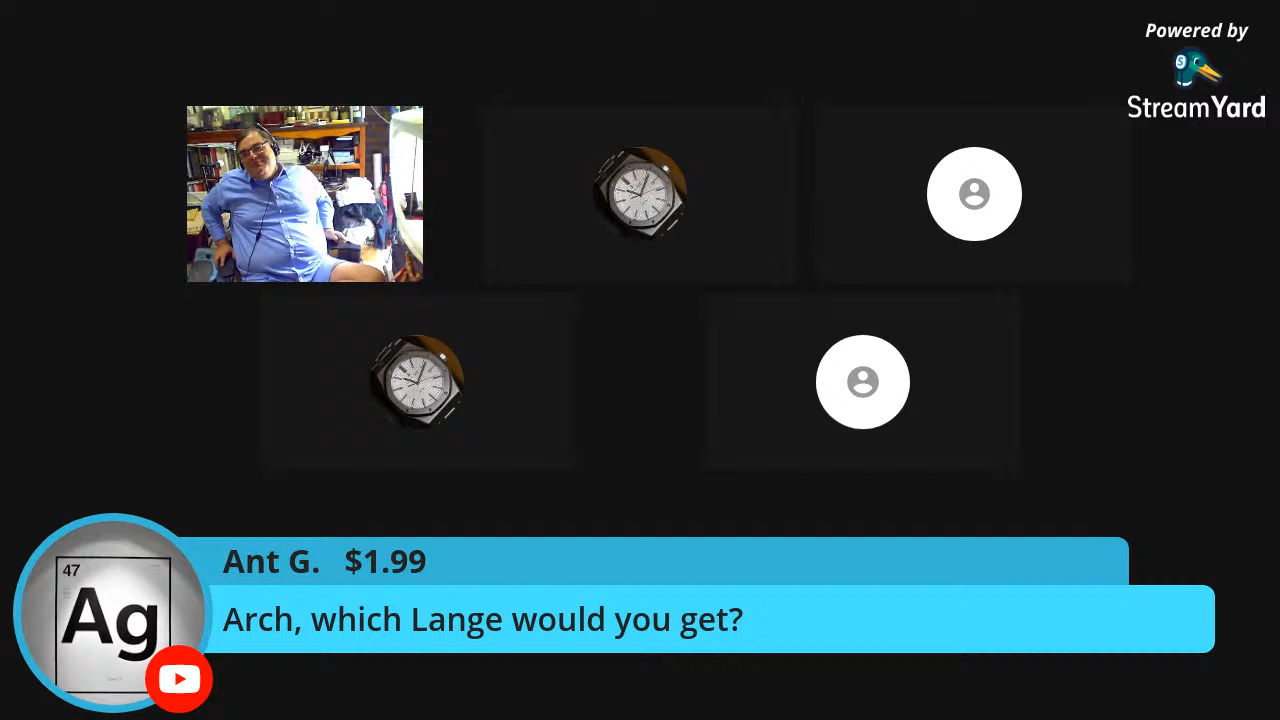 Powered by
S
StreamYard
Ant G. $1.99
Arch, which Lange would you get?
47
Ag